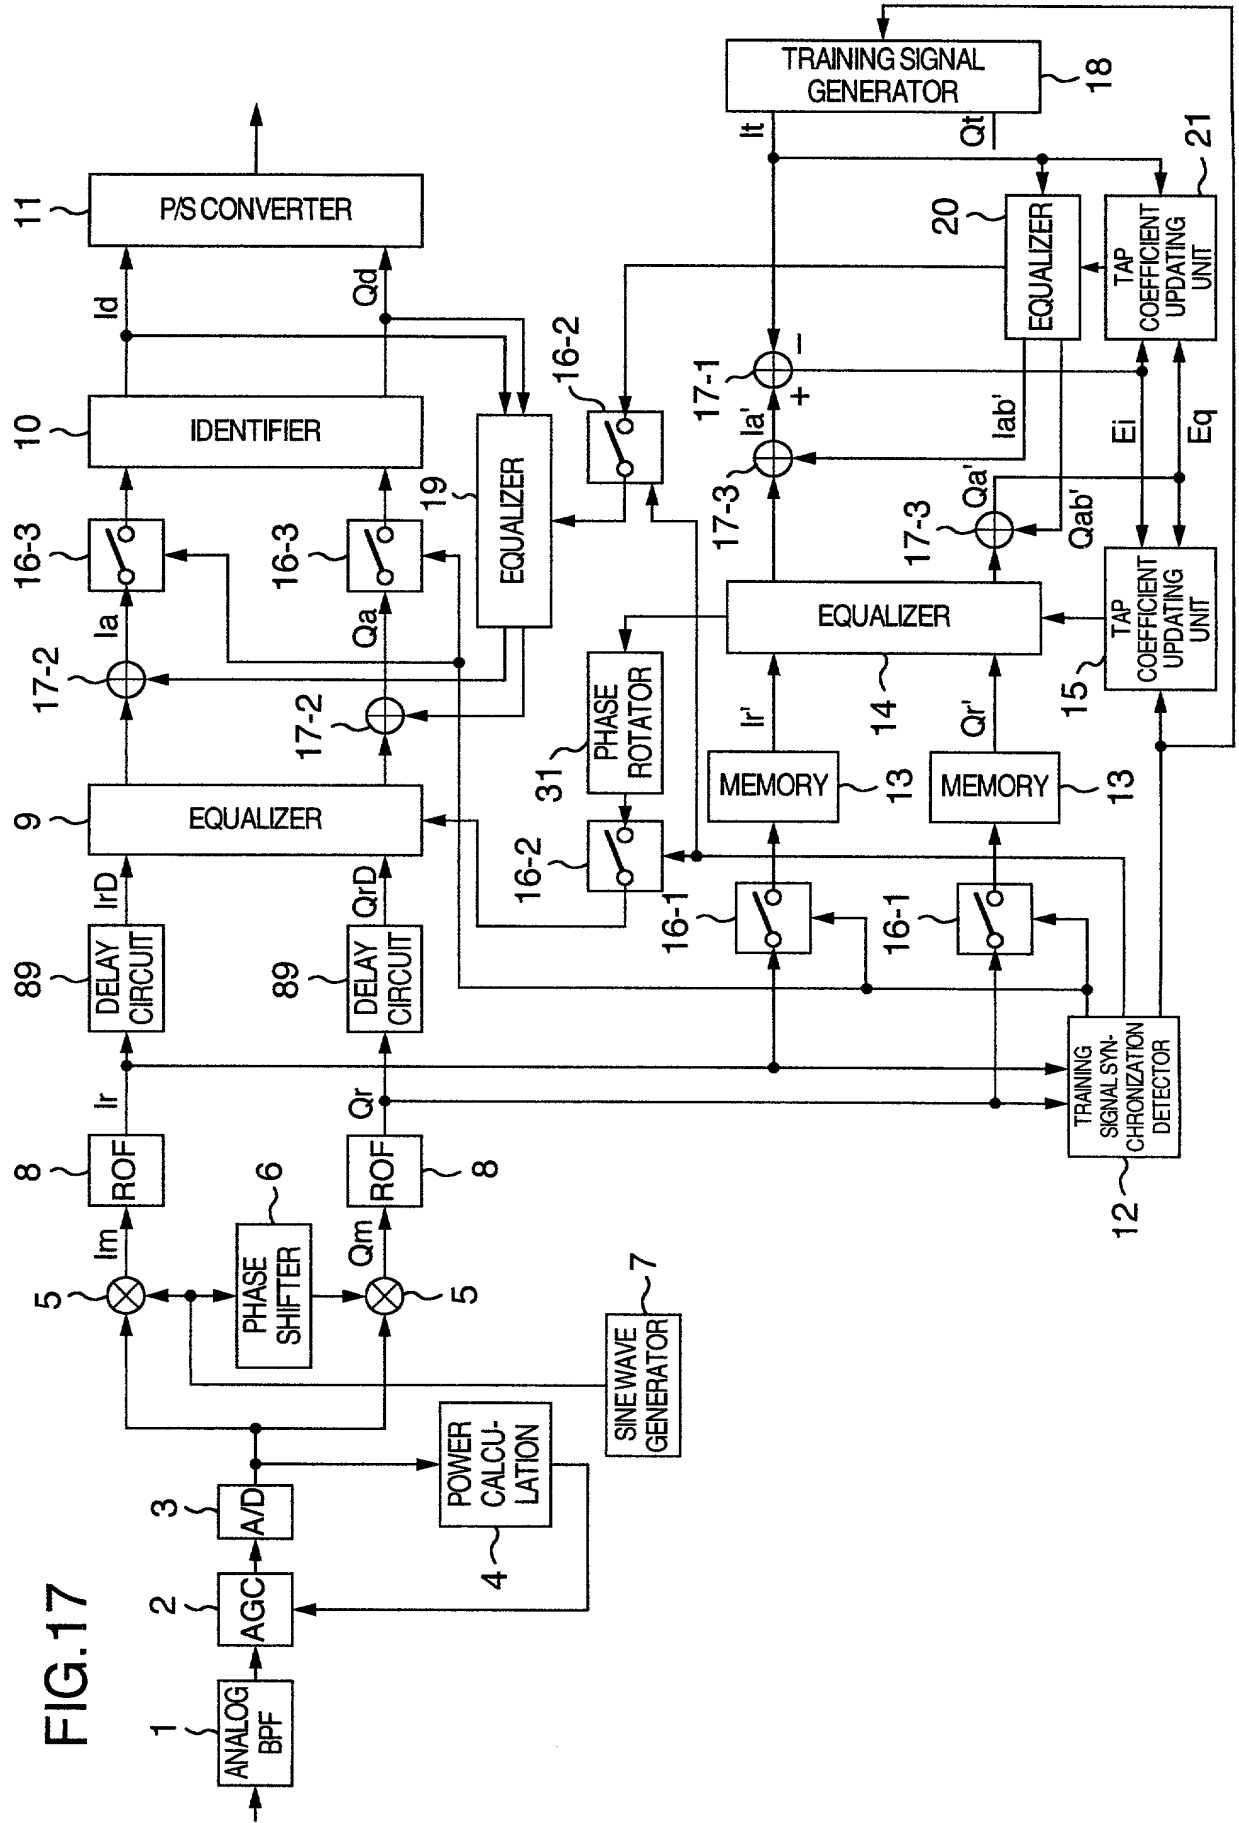 FIG.17
1
ANALOG
BPF
2
AGC
3
A/D
4
POWER
CALCU-
LATION
5
5
6
PHASE
SHIFTER
7
SINE WAVE
GENERATOR
Im
Qm
8
ROF
8
ROF
Ir
Qr
89
DELAY
CIRCUIT
89
DELAY
CIRCUIT
IrD
QrD
9
EQUALIZER
17-2
17-2
Ia
Qa
16-3
16-3
10
IDENTIFIER
Id
Qd
11
P/S CONVERTER
19
EQUALIZER
16-2
16-2
31
PHASE
ROTATOR
12
TRAINING
SIGNAL SYN-
CHRONIZATION
DETECTOR
16-1
16-1
MEMORY
13
MEMORY
13
Ir'
Qr'
14
EQUALIZER
15
TAP
COEFFICIENT
UPDATING
UNIT
17-3
17-3
Ia'
Qa'
Iab'
Qab'
17-1
+
−
Ei
Eq
20
EQUALIZER
21
TAP
COEFFICIENT
UPDATING
UNIT
It
Qt
TRAINING SIGNAL
GENERATOR
18